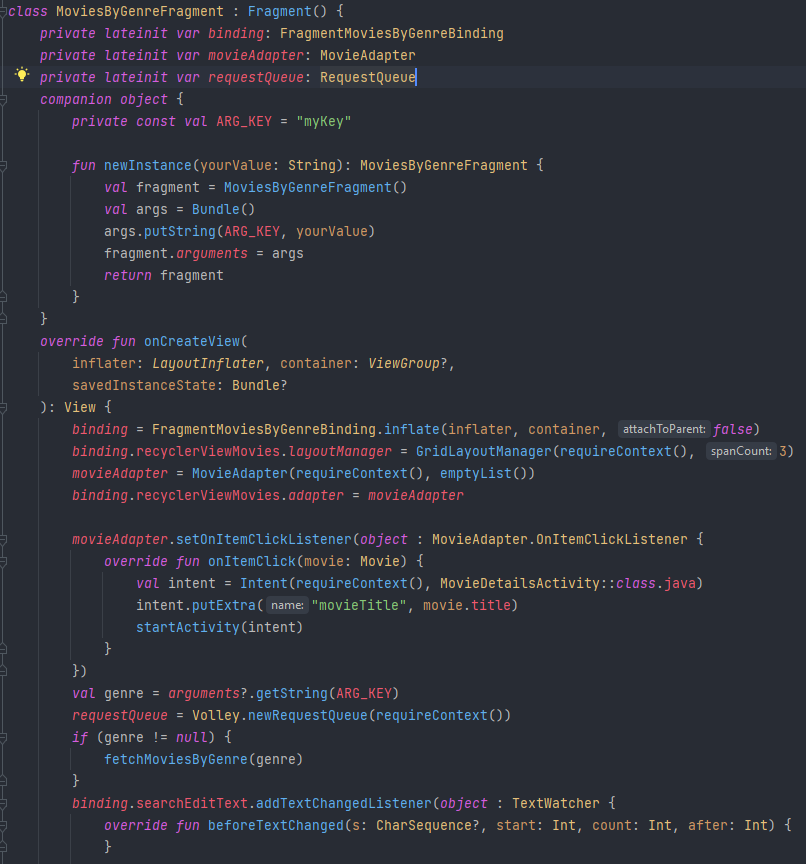 class MoviesByGenreFragment : Fragment() {
    private lateinit var binding: FragmentMoviesByGenreBinding
    private lateinit var movieAdapter: MovieAdapter
    private lateinit var requestQueue: RequestQueue
    companion object {
        private const val ARG_KEY = "myKey"

        fun newInstance(yourValue: String): MoviesByGenreFragment {
            val fragment = MoviesByGenreFragment()
            val args = Bundle()
            args.putString(ARG_KEY, yourValue)
            fragment.arguments = args
            return fragment
        }
    }
    override fun onCreateView(
        inflater: LayoutInflater, container: ViewGroup?,
        savedInstanceState: Bundle?
    ): View {
        binding = FragmentMoviesByGenreBinding.inflate(inflater, container, attachToParent: false)
        binding.recyclerViewMovies.layoutManager = GridLayoutManager(requireContext(), spanCount: 3)
        movieAdapter = MovieAdapter(requireContext(), emptyList())
        binding.recyclerViewMovies.adapter = movieAdapter

        movieAdapter.setOnItemClickListener(object : MovieAdapter.OnItemClickListener {
            override fun onItemClick(movie: Movie) {
                val intent = Intent(requireContext(), MovieDetailsActivity::class.java)
                intent.putExtra( name: "movieTitle", movie.title)
                startActivity(intent)
            }
        })
        val genre = arguments?.getString(ARG_KEY)
        requestQueue = Volley.newRequestQueue(requireContext())
        if (genre != null) {
            fetchMoviesByGenre(genre)
        }
        binding.searchEditText.addTextChangedListener(object : TextWatcher {
            override fun beforeTextChanged(s: CharSequence?, start: Int, count: Int, after: Int) {
            }